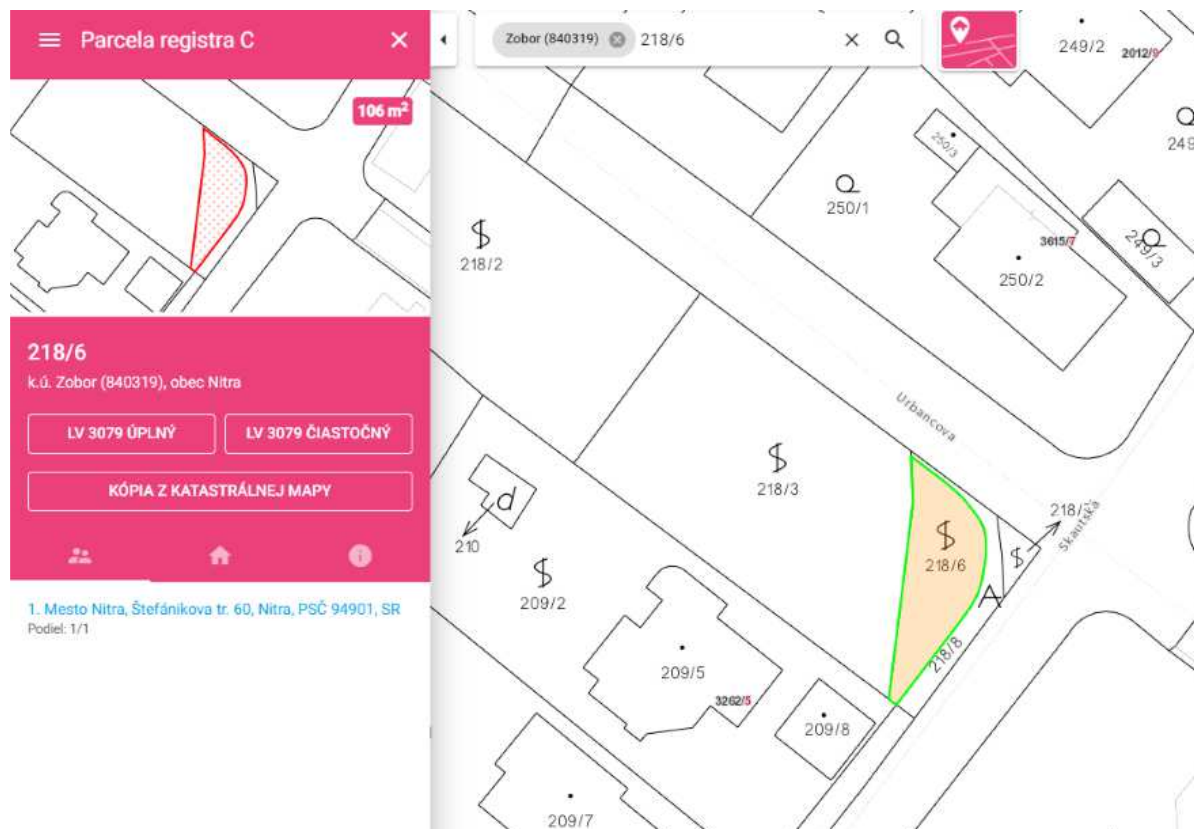 Parcela registra C
106 m²
218/6
k.ú. Zobor (840319), obec Nitra
LV 3079 ÚPLNÝ
LV 3079 ČIASTOČNÝ
KÓPIA Z KATASTRÁLNEJ MAPY
1. Mesto Nitra, Štefánikova tr. 60, Nitra, PSČ 94901, SR
Podiel: 1/1
Zobor (840319) 218/6
249/2
2012/9
249
250/3
250/1
3615/7
249/3
250/2
218/2
Urbancova
218/3
218/
Skautská
d
210
218/6
209/2
A
218/8
209/5
3262/5
209/8
209/7